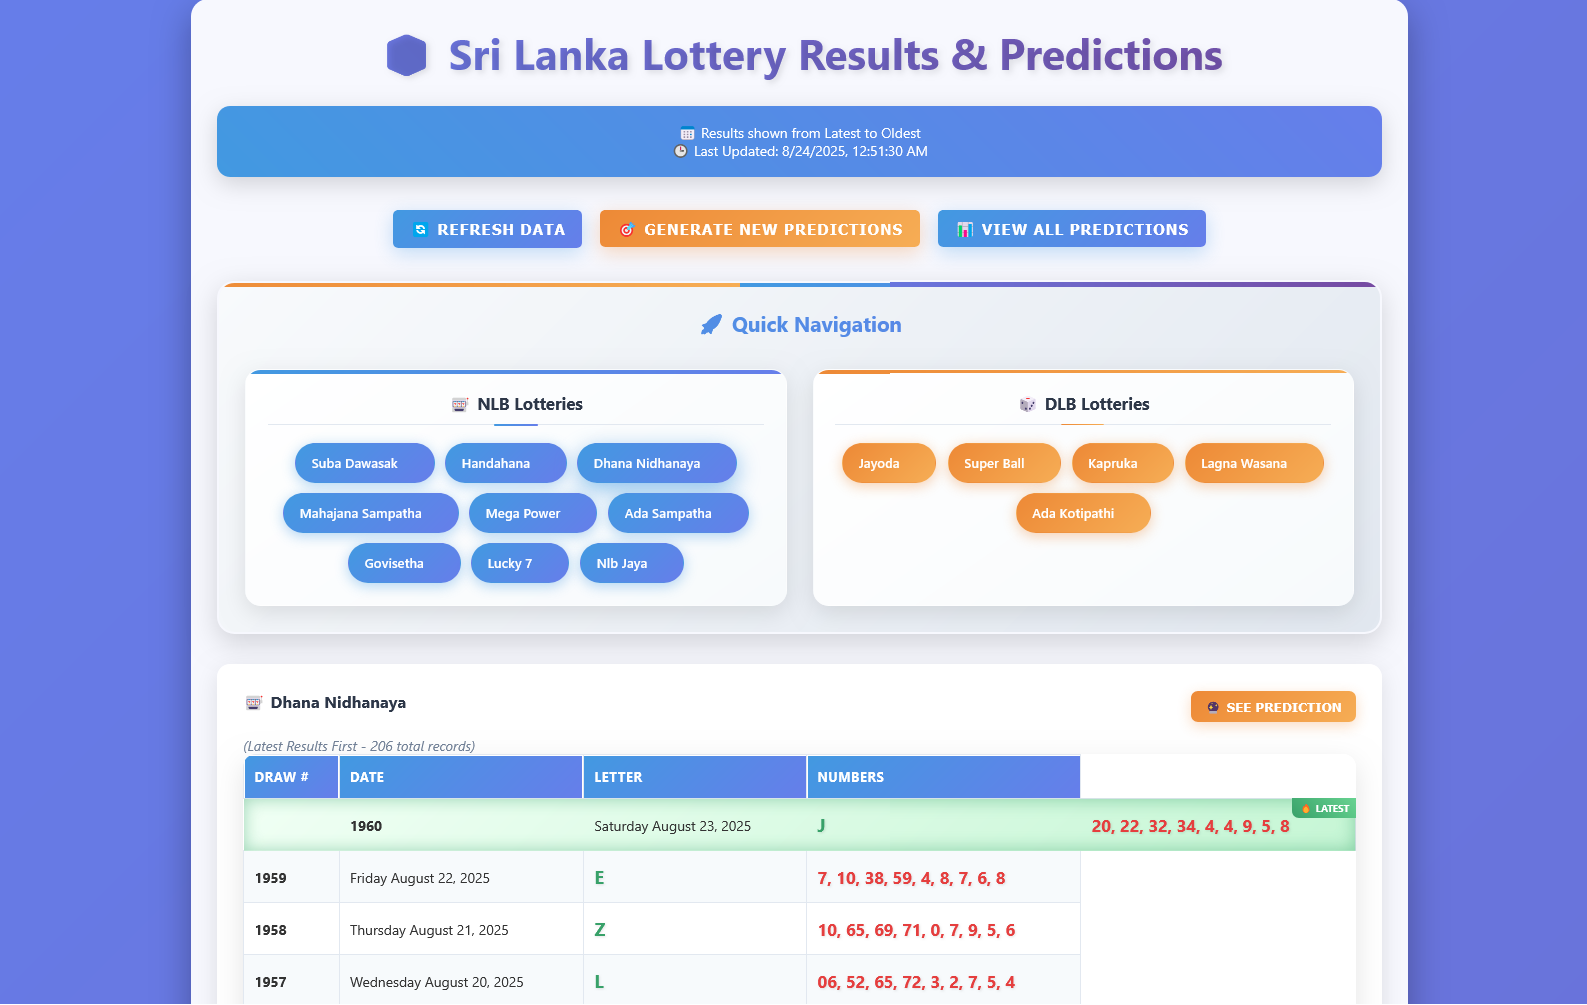 Sri Lanka Lottery Results & Predictions
Results shown from Latest to Oldest
Last Updated: 8/24/2025, 12:51:30 AM
REFRESH DATA
GENERATE NEW PREDICTIONS
VIEW ALL PREDICTIONS
Quick Navigation
NLB Lotteries
Suba Dawasak
Handahana
Dhana Nidhanaya
Mahajana Sampatha
Mega Power
Ada Sampatha
Govisetha
Lucky 7
Nlb Jaya
DLB Lotteries
Jayoda
Super Ball
Kapruka
Lagna Wasana
Ada Kotipathi
Dhana Nidhanaya
SEE PREDICTION
(Latest Results First - 206 total records)
DRAW # DATE LETTER NUMBERS
LATEST
1960 Saturday August 23, 2025 J 20, 22, 32, 34, 4, 4, 9, 5, 8
1959 Friday August 22, 2025 E 7, 10, 38, 59, 4, 8, 7, 6, 8
1958 Thursday August 21, 2025 Z 10, 65, 69, 71, 0, 7, 9, 5, 6
1957 Wednesday August 20, 2025 L 06, 52, 65, 72, 3, 2, 7, 5, 4